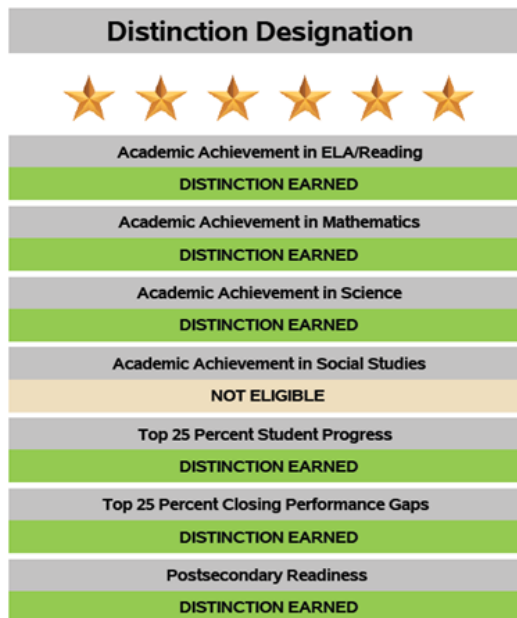 Distinction Designation
Academic Achievement in ELA/Reading
DISTINCTION EARNED
Academic Achievement in Mathematics
DISTINCTION EARNED
Academic Achievement in Science
DISTINCTION EARNED
Academic Achievement in Social Studies
NOT ELIGIBLE
Top 25 Percent Student Progress
DISTINCTION EARNED
Top 25 Percent Closing Performance Gaps
DISTINCTION EARNED
Postsecondary Readiness
DISTINCTION EARNED